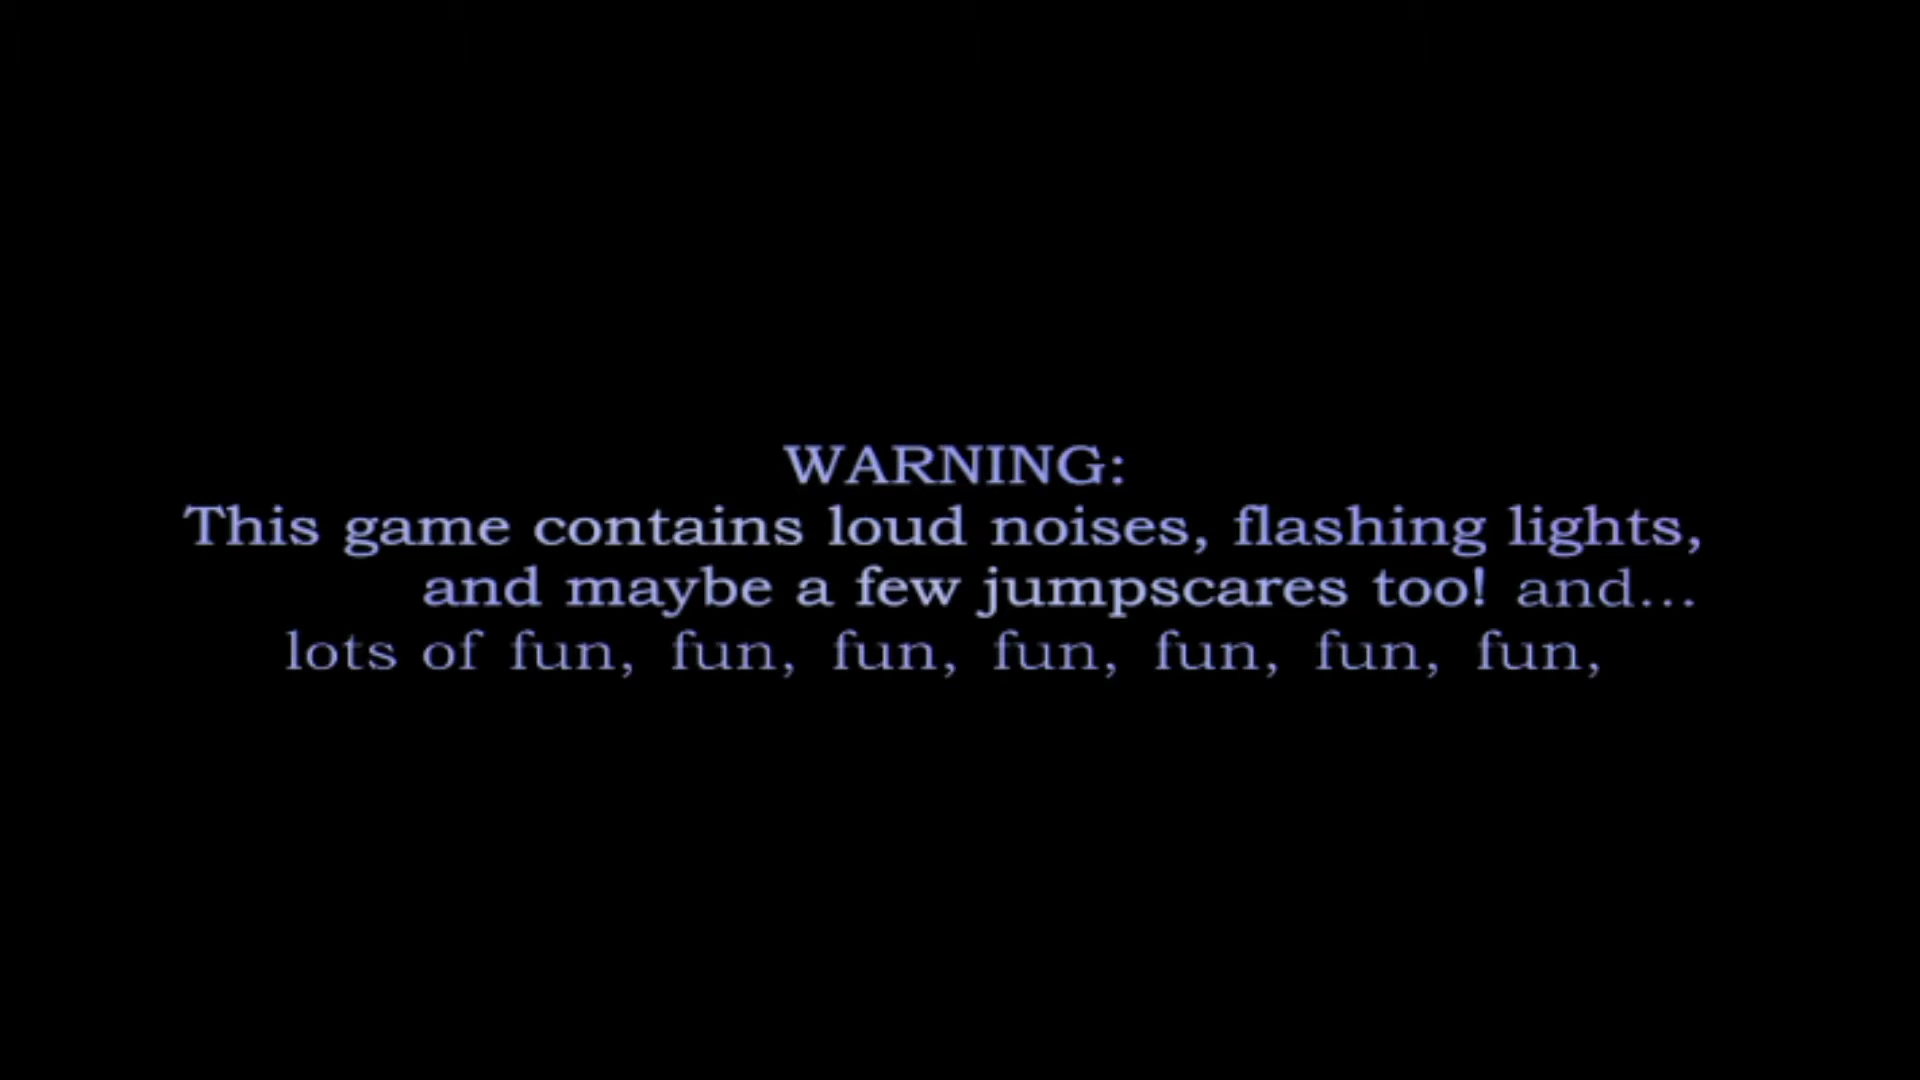 WARNING:
This game contains loud noises, flashing lights,
and maybe a few jumpscares too! and...
lots of fun, fun, fun, fun, fun, fun, fun,